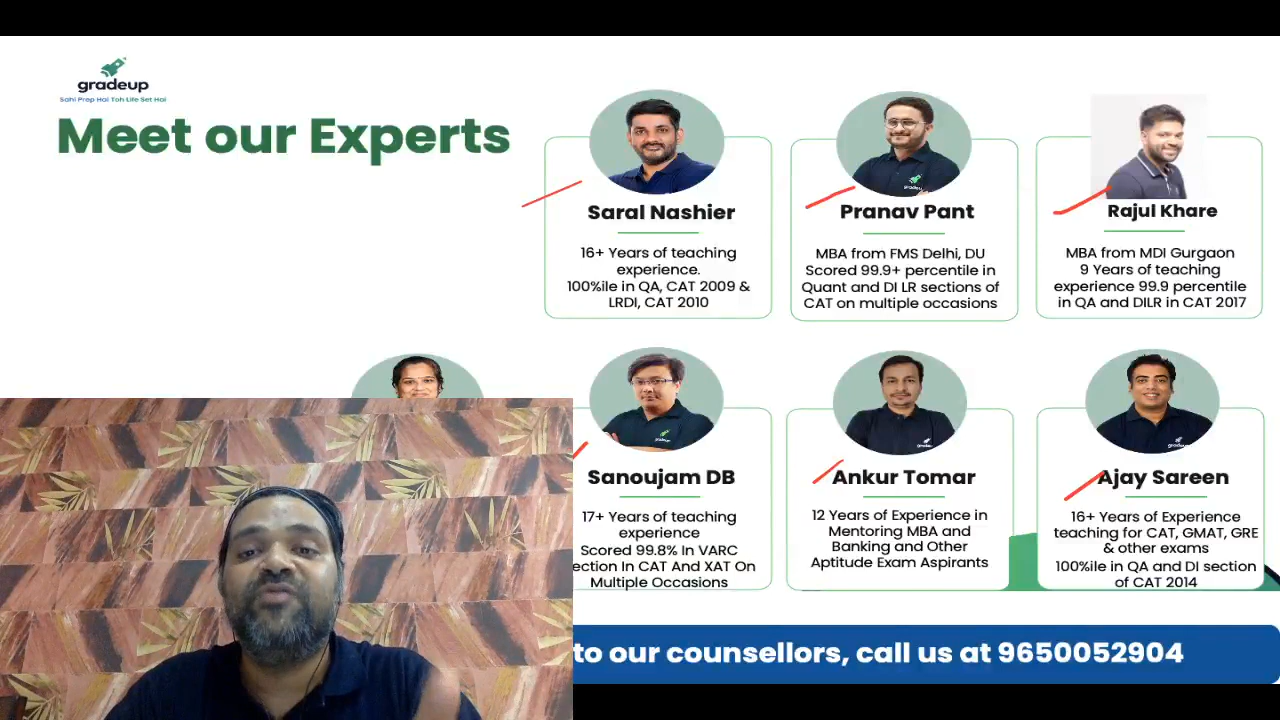 gradeup
Sahi Prep Hai Toh Life Set Hai
Meet our Experts
Saral Nashier
16+ Years of teaching
experience.
100%ile in QA, CAT 2009 &
LRDI, CAT 2010
Pranav Pant
MBA from FMS Delhi, DU
Scored 99.9+ percentile in
Quant and DI LR sections of
CAT on multiple occasions
Rajul Khare
MBA from MDI Gurgaon
9 Years of teaching
experience 99.9 percentile
in QA and DILR in CAT 2017
Sanoujam DB
17+ Years of teaching
experience
Scored 99.8% In VARC
ection In CAT And XAT On
Multiple Occasions
Ankur Tomar
12 Years of Experience in
Mentoring MBA and
Banking and Other
Aptitude Exam Aspirants
Ajay Sareen
16+ Years of Experience
teaching for CAT, GMAT, GRE
& other exams
100%ile in QA and DI section
of CAT 2014
to our counsellors, call us at 9650052904